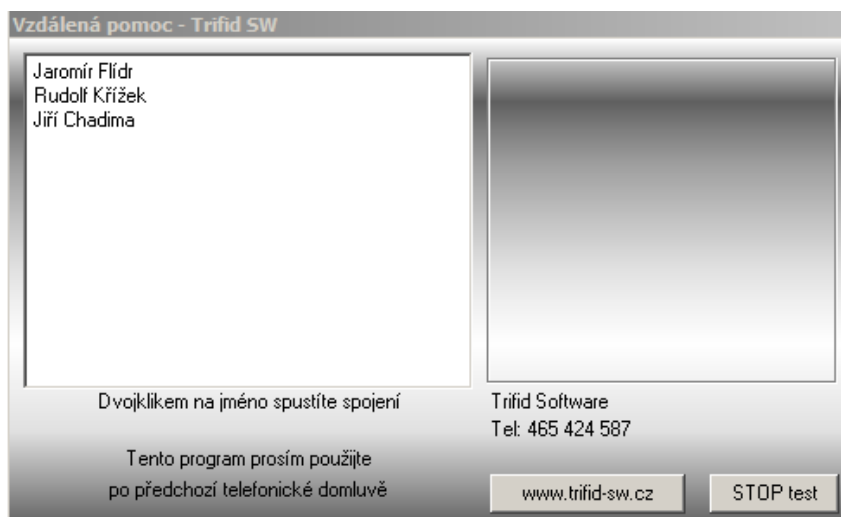 Vzdálená pomoc - Trifid SW
Jaromír Flídr
Rudolf Křížek
Jiří Chadima
Dvojklikem na jméno spustíte spojení
Tento program prosím použijte
po předchozí telefonické domluvě
Trifid Software
Tel: 465 424 587
www.trifid-sw.cz
STOP test